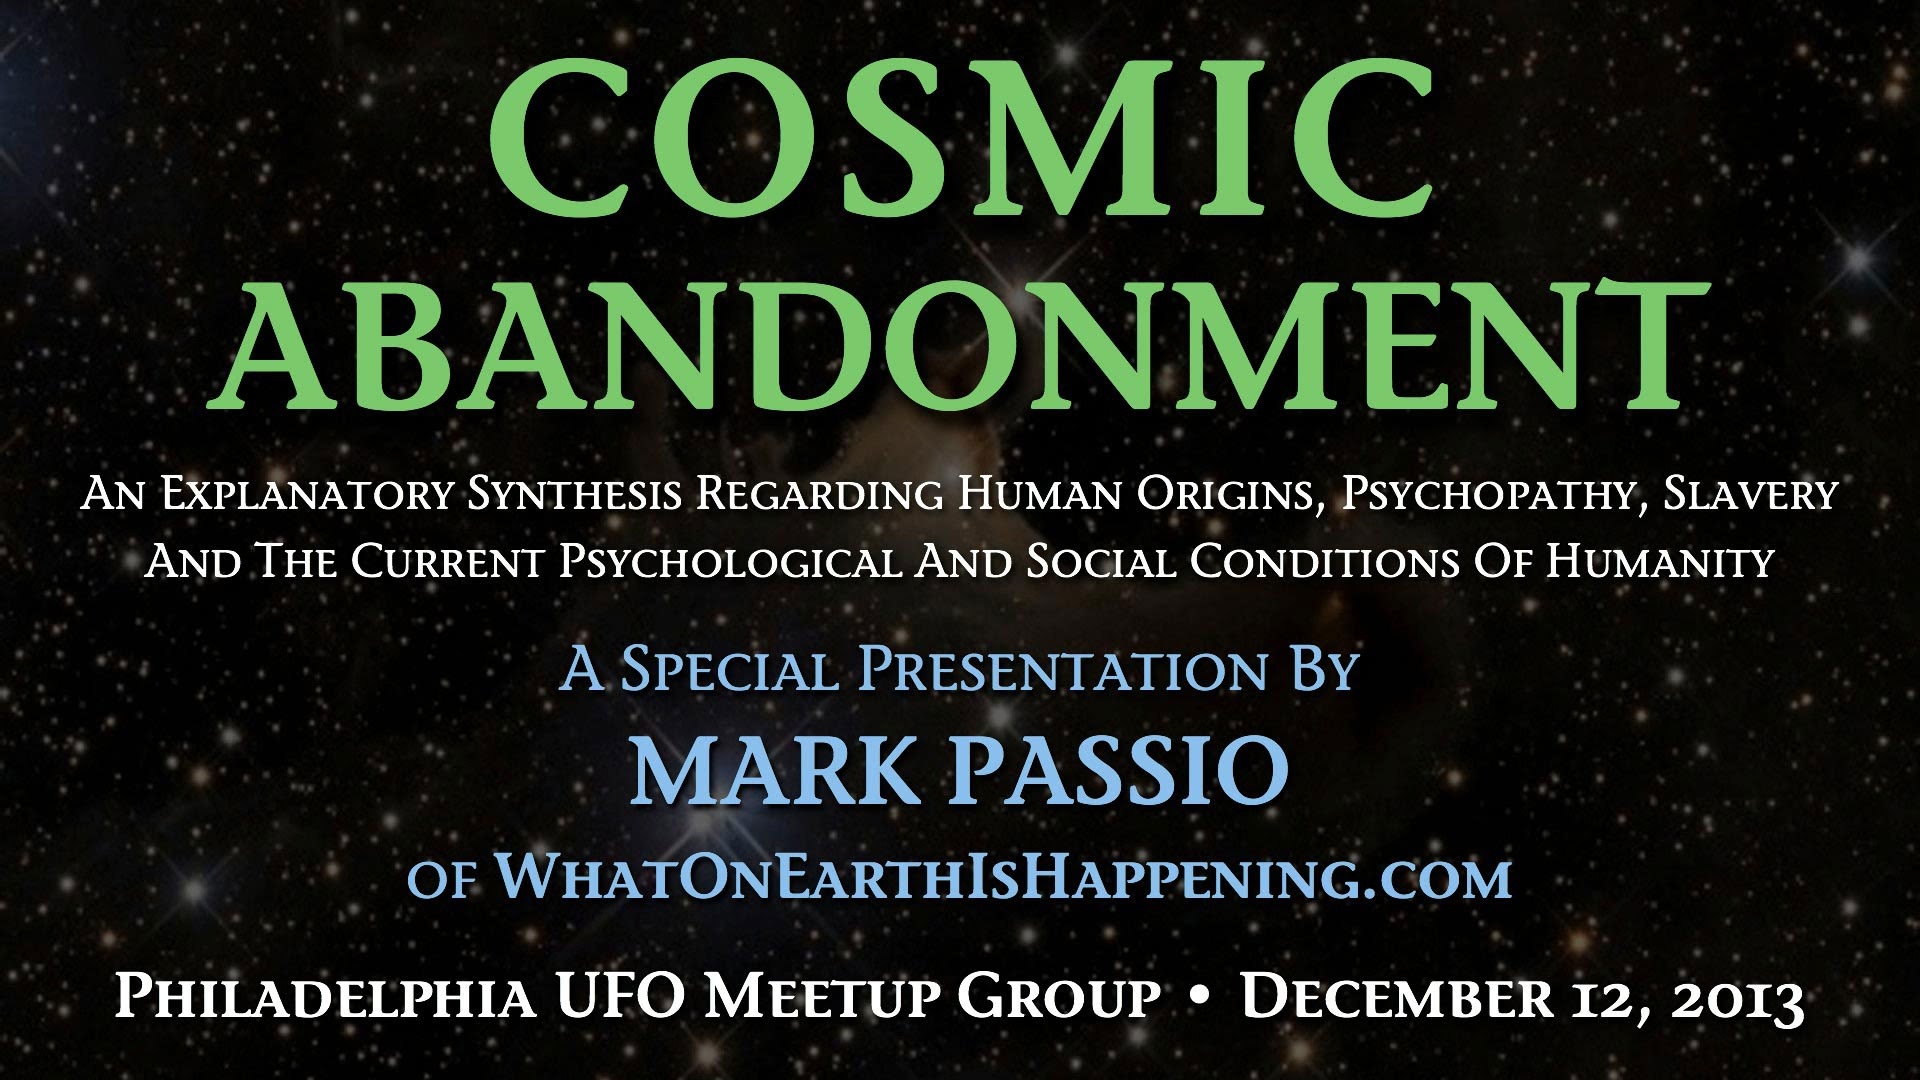 COSMIC
ABANDONMENT
An Explanatory Synthesis Regarding Human Origins, Psychopathy, Slavery
And The Current Psychological And Social Conditions Of Humanity
A Special Presentation By
MARK PASSIO
of WhatOnEarthIsHappening.com
Philadelphia UFO Meetup Group • December 12, 2013